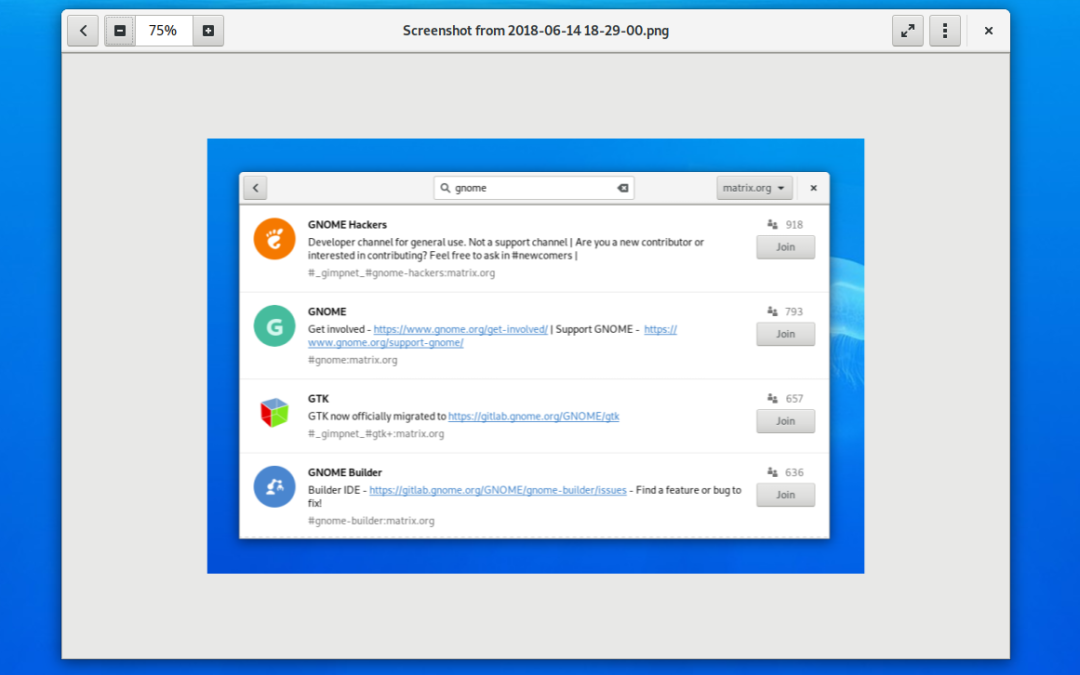 75%
Screenshot from 2018-06-14 18-29-00.png
gnome
matrix.org
GNOME Hackers
918
Developer channel for general use. Not a support channel | Are you a new contributor or
interested in contributing? Feel free to ask in #newcomers |
Join
#_gimpnet_#gnome-hackers:matrix.org
GNOME
793
G
Get involved - https://www.gnome.org/get-involved/ | Support GNOME - https://
www.gnome.org/support-gnome/
Join
#gnome:matrix.org
GTK
657
GTK now officially migrated to https://gitlab.gnome.org/GNOME/gtk
Join
#_gimpnet_#gtk+:matrix.org
GNOME Builder
636
Builder IDE - https://gitlab.gnome.org/GNOME/gnome-builder/issues - Find a feature or bug to
fix!
Join
#gnome-builder:matrix.org